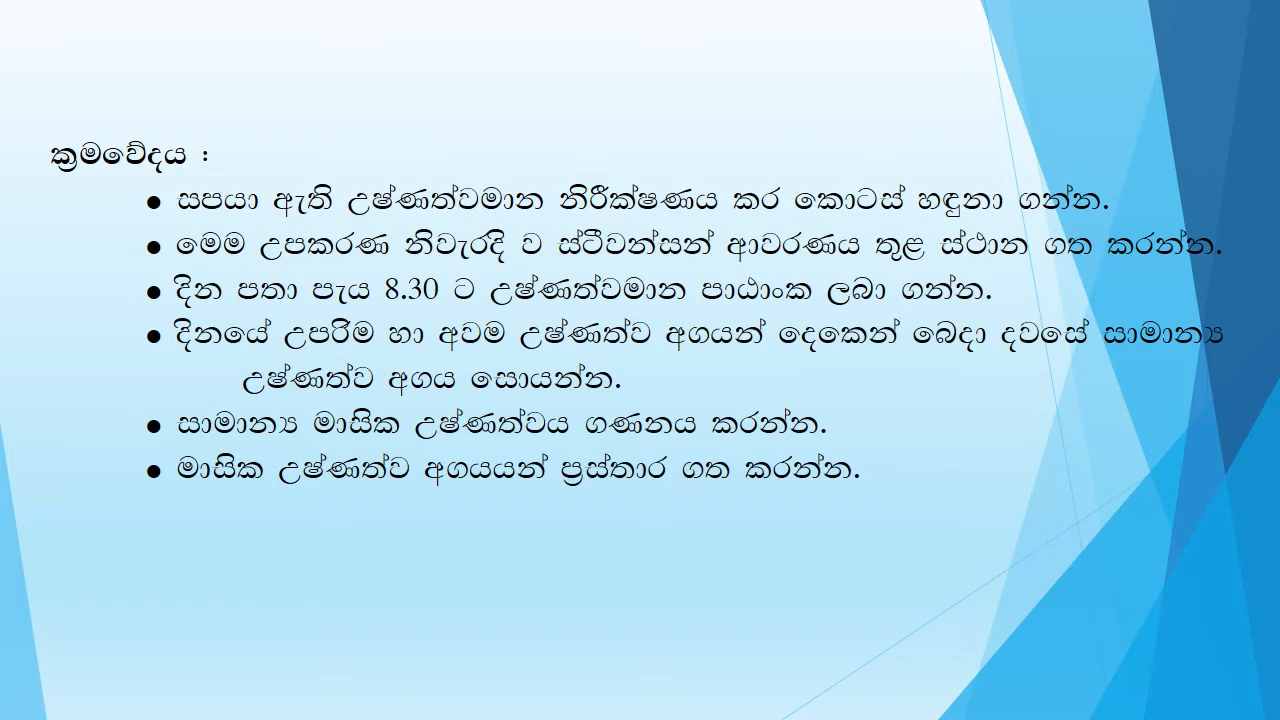 ක්‍රමවේදය :
• සපයා ඇති උෂ්ණත්වමාන නිරීක්ෂණය කර කොටස් හඳුනා ගන්න.
• මෙම උපකරණ නිවැරදි ව ස්ටීවන්සන් ආවරණය තුළ ස්ථාන ගත කරන්න.
• දින පතා පැය 8.30 ට උෂ්ණත්වමාන පාඨාංක ලබා ගන්න.
• දිනයේ උපරිම හා අවම උෂ්ණත්ව අගයන් දෙකෙන් බෙදා දවසේ සාමාන්‍ය
උෂ්ණත්ව අගය සොයන්න.
• සාමාන්‍ය මාසික උෂ්ණත්වය ගණනය කරන්න.
• මාසික උෂ්ණත්ව අගයයන් ප්‍රස්තාර ගත කරන්න.